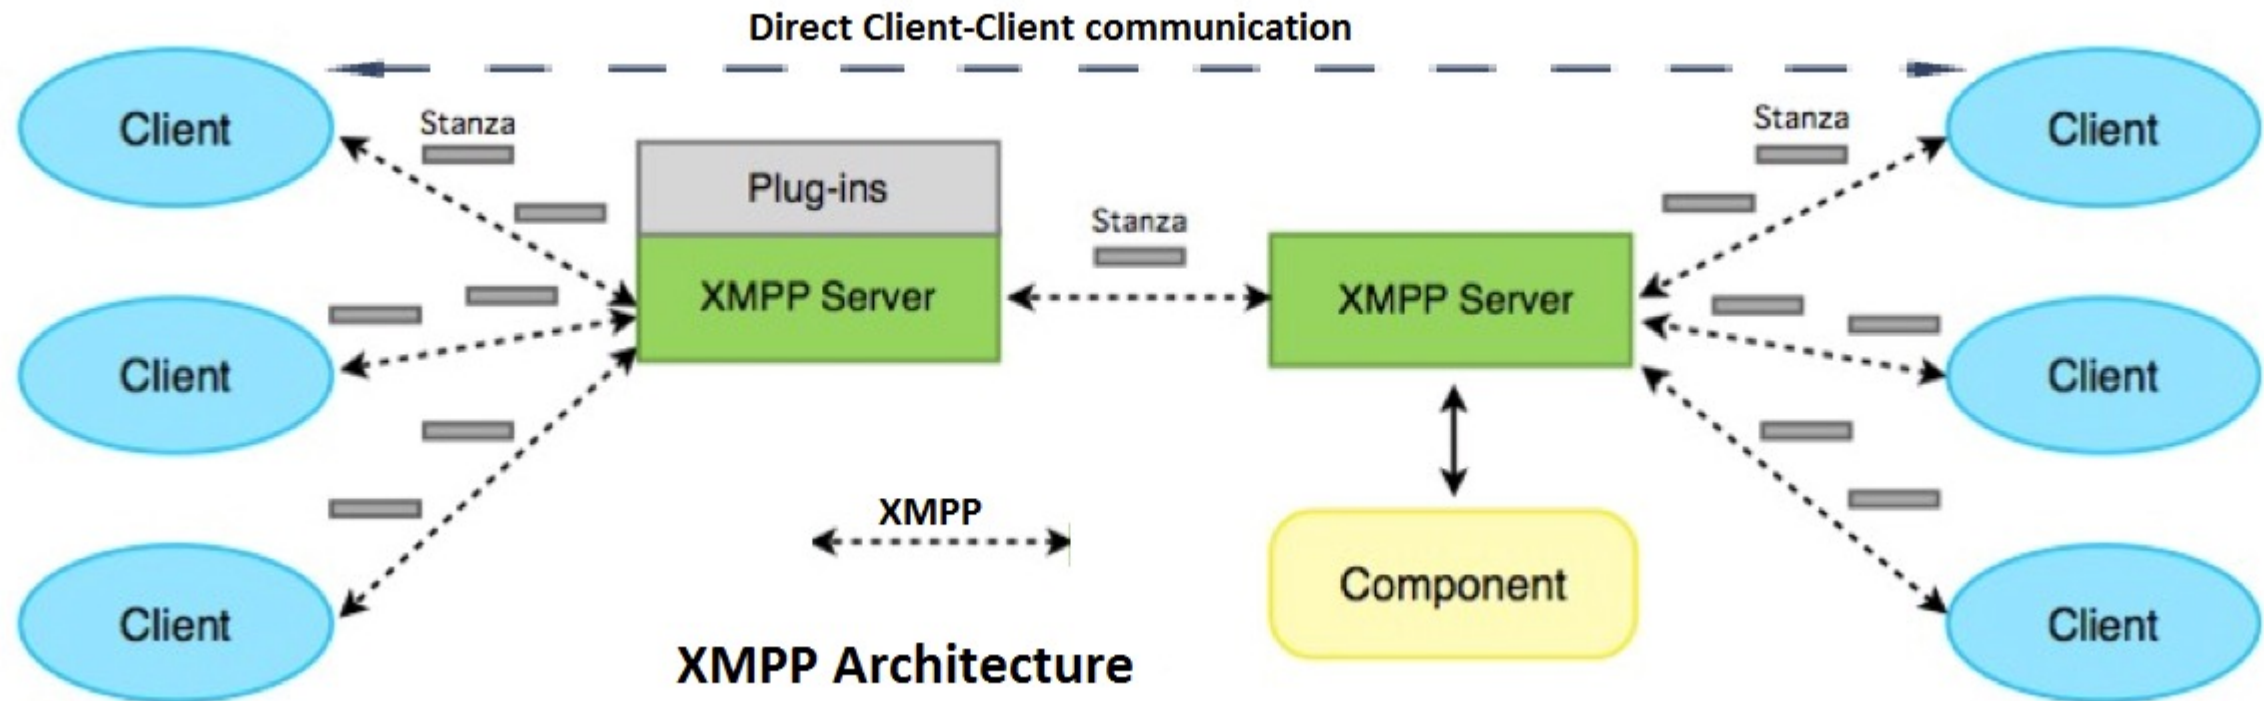 Direct Client-Client communication
Client
Stanza
Stanza
Client
Plug-ins
Stanza
XMPP Server
XMPP Server
Client
Client
XMPP
Component
Client
Client
XMPP Architecture